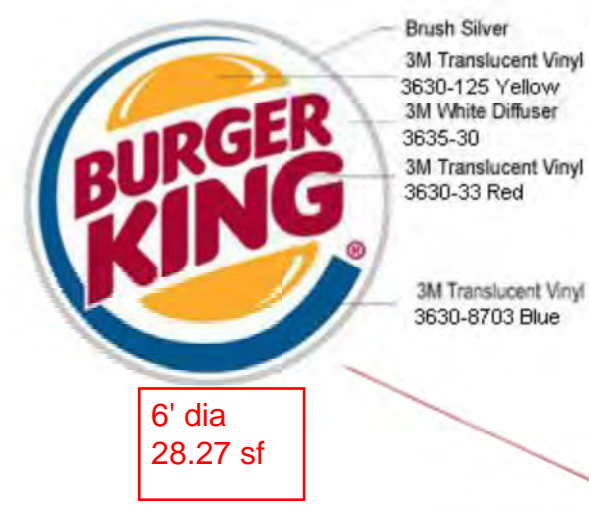 Brush Silver
3M Translucent Vinyl
3630-125 Yellow
3M White Diffuser
3635-30
3M Translucent Vinyl
3630-33 Red
BURGER
KING
®
3M Translucent Vinyl
3630-8703 Blue
6' dia
28.27 sf